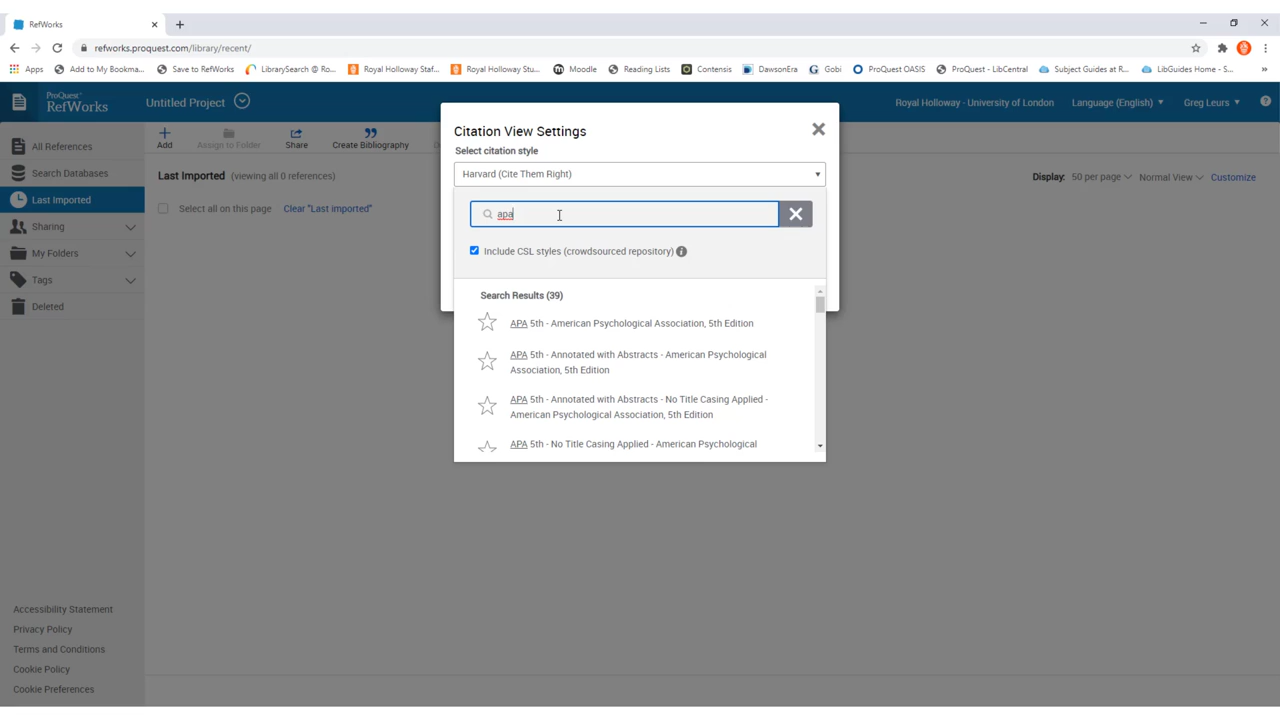 RefWorks
refworks.proquest.com/library/recent/
Apps Add to My Bookma... Save to RefWorks LibrarySearch @ Ro... Royal Holloway Staf... Royal Holloway Stu... Moodle Reading Lists Contensis DawsonEra Gobi ProQuest OASIS ProQuest - LibCentral Subject Guides at R... LibGuides Home - S... »
ProQuest®
RefWorks
Untitled Project
Royal Holloway - University of London Language (English) Greg Leurs
All References
Search Databases
Last Imported
Sharing
My Folders
Tags
Deleted
Add Assign to Folder Share Create Bibliography
Last Imported (viewing all 0 references)
Display: 50 per page Normal View Customize
Select all on this page Clear "Last imported"
Citation View Settings
Select citation style
Harvard (Cite Them Right)
apa
Include CSL styles (crowdsourced repository)
Search Results (39)
APA 5th - American Psychological Association, 5th Edition
APA 5th - Annotated with Abstracts - American Psychological
Association, 5th Edition
APA 5th - Annotated with Abstracts - No Title Casing Applied -
American Psychological Association, 5th Edition
APA 5th - No Title Casing Applied - American Psychological
Accessibility Statement
Privacy Policy
Terms and Conditions
Cookie Policy
Cookie Preferences